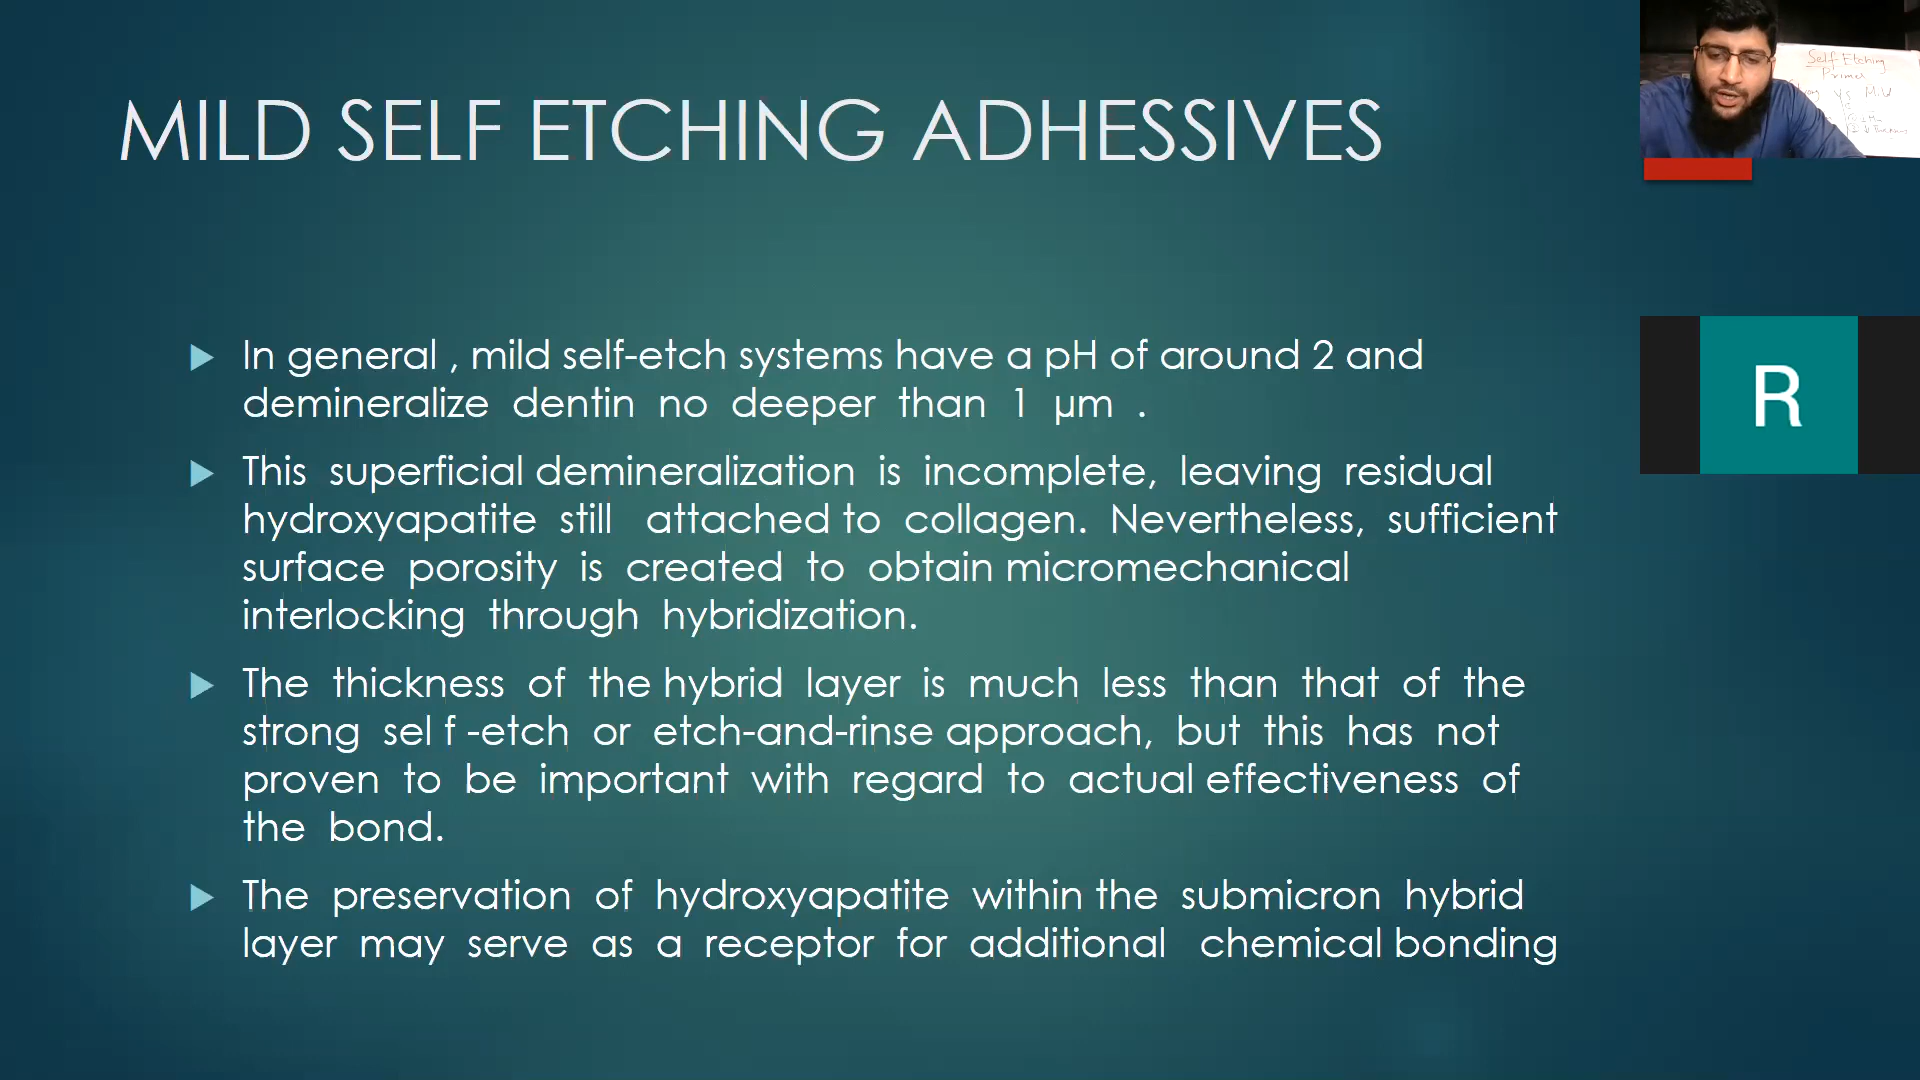 MILD SELF ETCHING ADHESSIVES
In general , mild self-etch systems have a pH of around 2 and
demineralize dentin no deeper than 1 µm .
This superficial demineralization is incomplete, leaving residual
hydroxyapatite still attached to collagen. Nevertheless, sufficient
surface porosity is created to obtain micromechanical
interlocking through hybridization.
The thickness of the hybrid layer is much less than that of the
strong sel f -etch or etch-and-rinse approach, but this has not
proven to be important with regard to actual effectiveness of
the bond.
The preservation of hydroxyapatite within the submicron hybrid
layer may serve as a receptor for additional chemical bonding
Self Etching
Primer
R